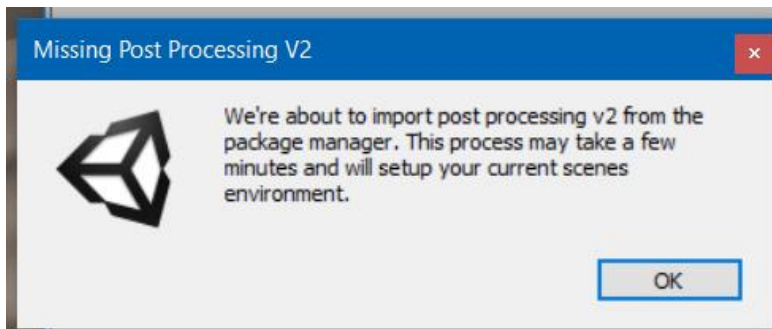 Missing Post Processing V2
We're about to import post processing v2 from the
package manager. This process may take a few
minutes and will setup your current scenes
environment.
OK